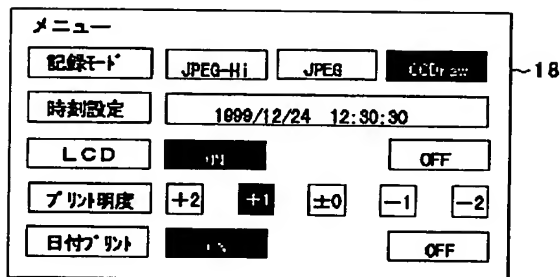 メニュー
記録モード JPEG-Hi JPEG CCDraw
時刻設定 1999/12/24 12:30:30
LCD ON OFF
プリント明度 +2 +1 ±0 −1 −2
日付プリント OFF
18